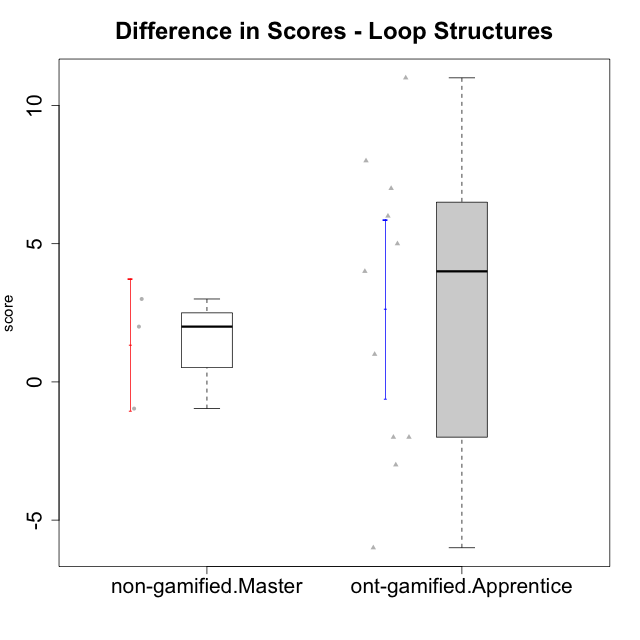 Difference in Scores - Loop Structures
10
5
0
-5
score
non-gamified.Master
ont-gamified.Apprentice